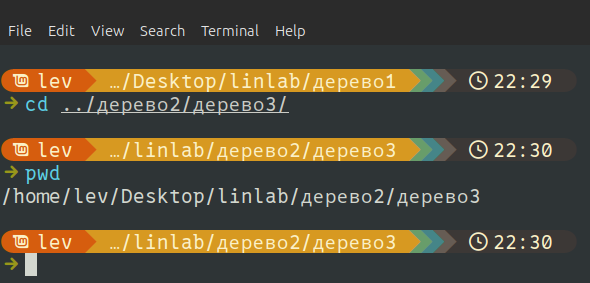 File Edit View Search Terminal Help
lev …/Desktop/linlab/дерево1 22:29
➜ cd ../дерево2/дерево3/
lev …/linlab/дерево2/дерево3 22:30
➜ pwd
/home/lev/Desktop/linlab/дерево2/дерево3
lev …/linlab/дерево2/дерево3 22:30
➜